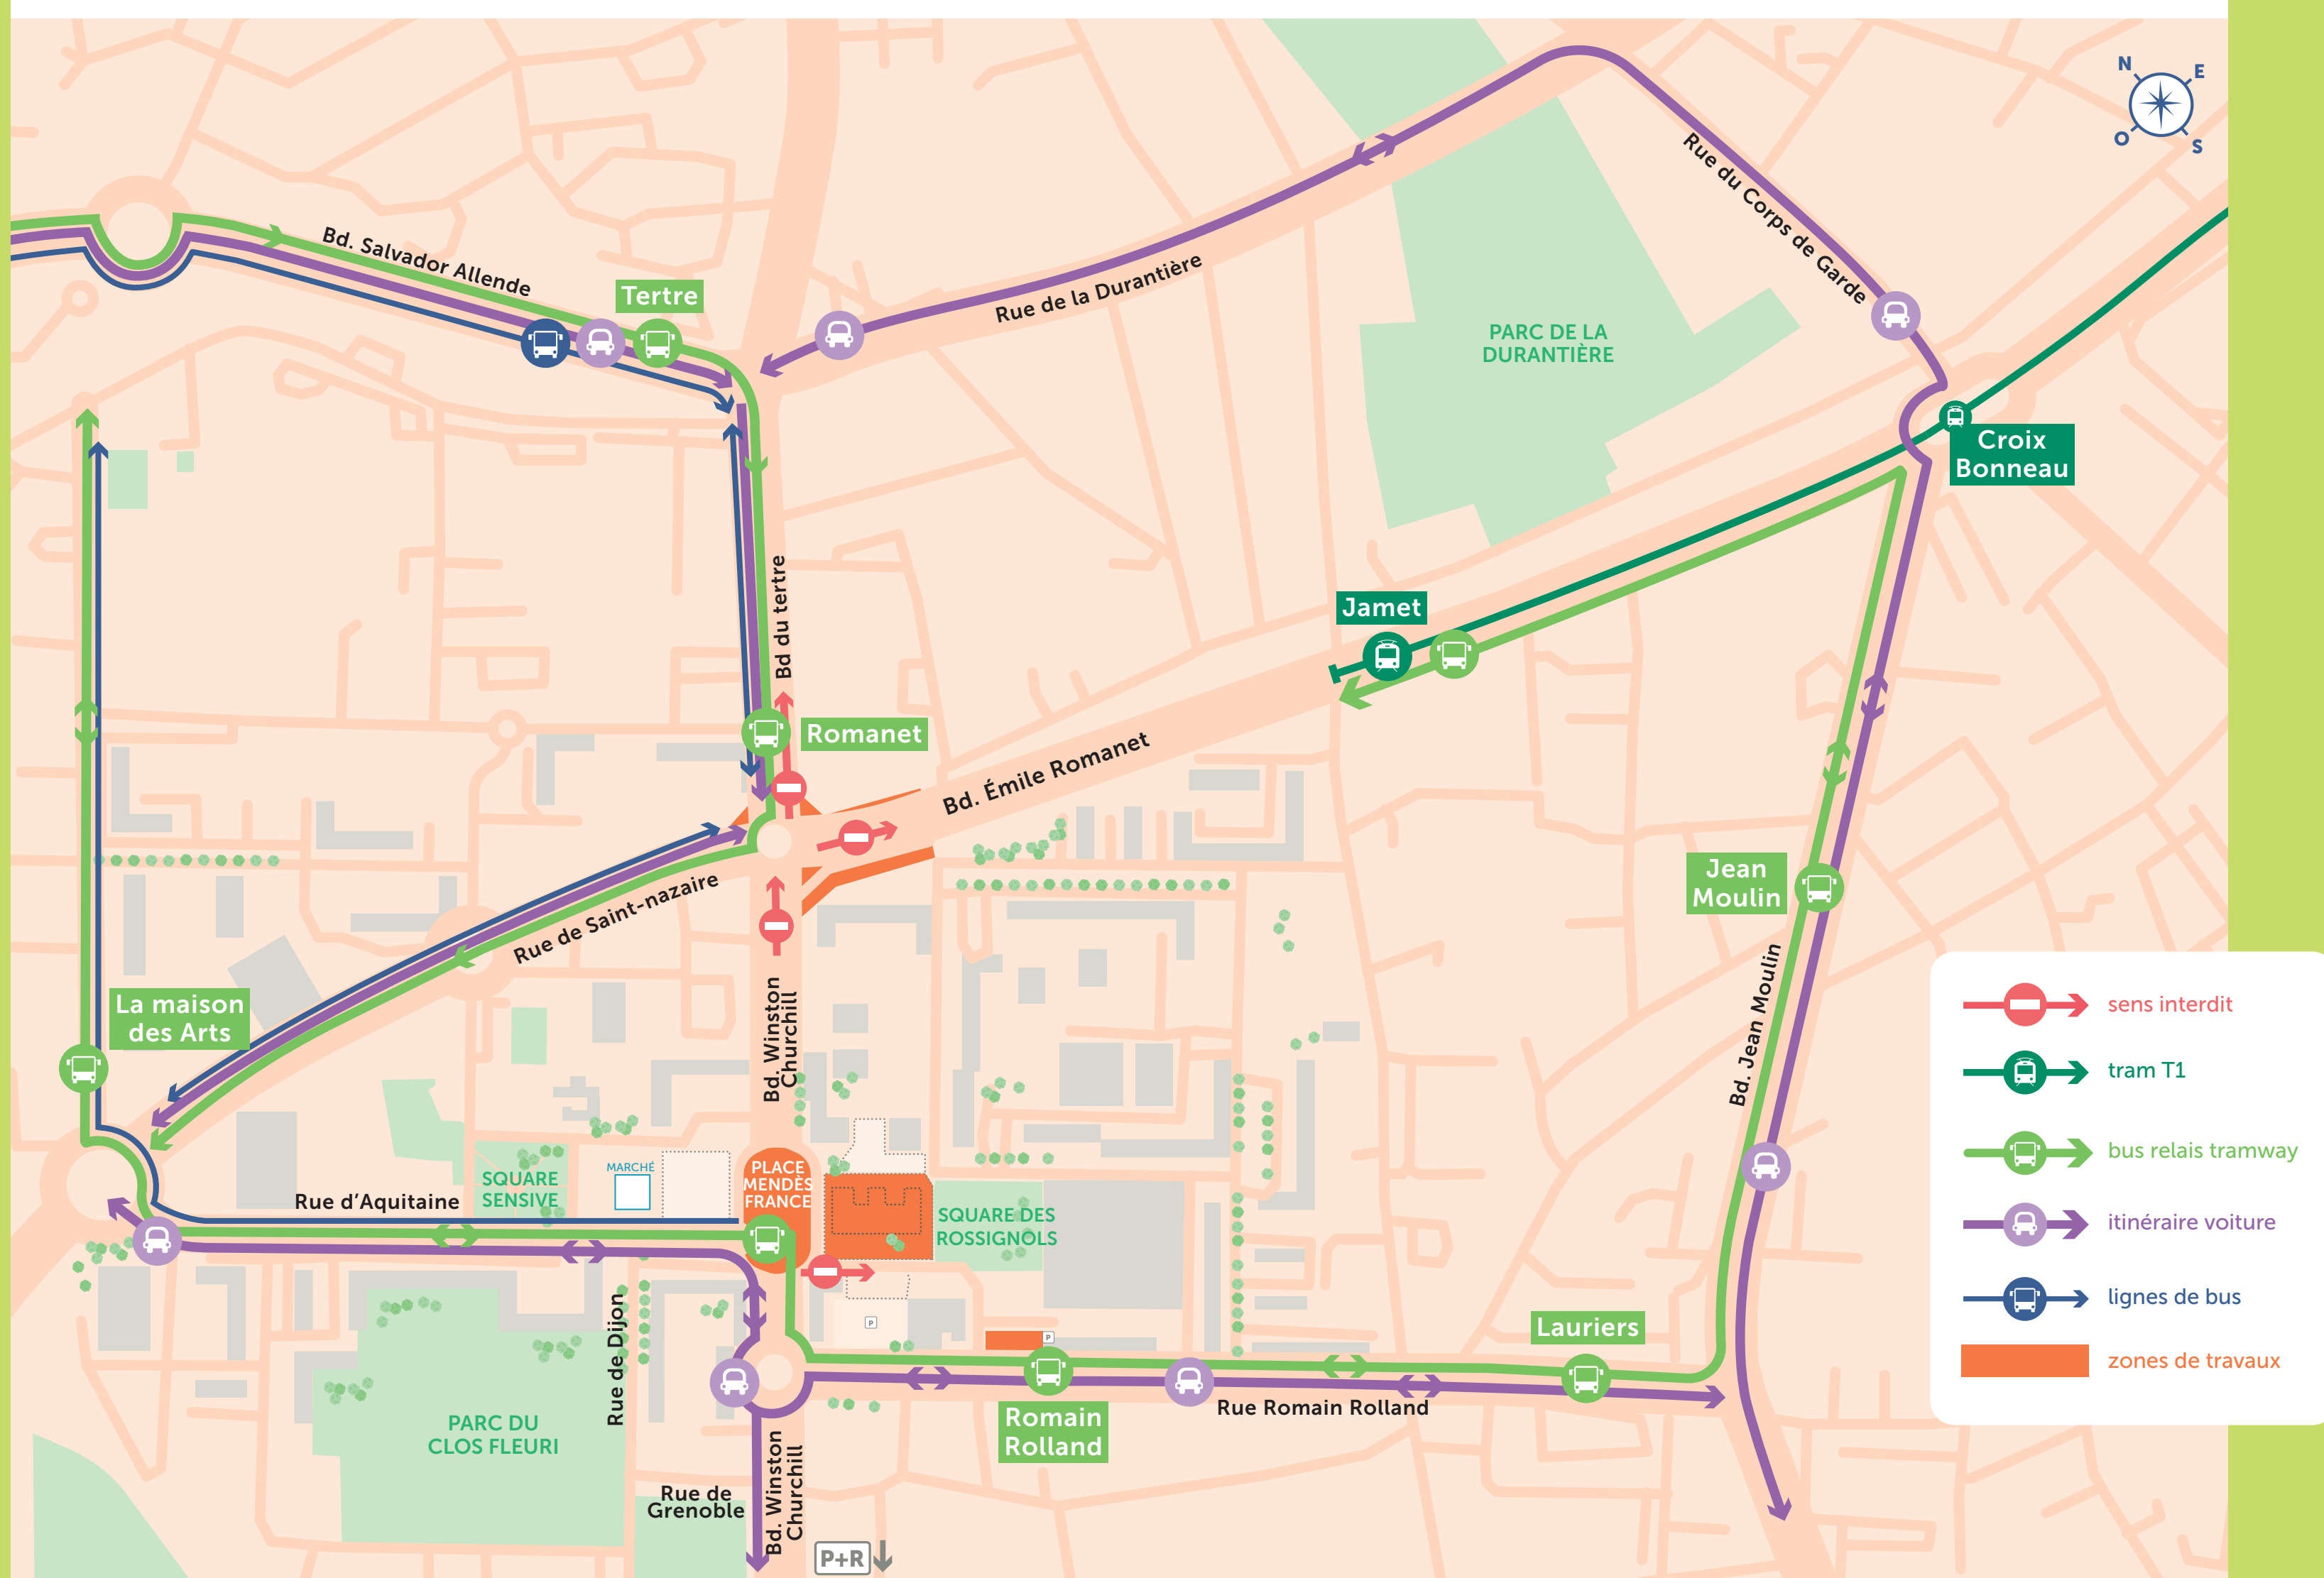 N
E
O
S
Bd. Salvador Allende
Tertre
Rue de la Durantière
Rue du Corps de Garde
PARC DE LA
DURANTIÈRE
Croix
Bonneau
Bd du tertre
Jamet
Romanet
Bd. Émile Romanet
Rue de Saint-nazaire
Jean
Moulin
Bd. Jean Moulin
La maison
des Arts
Bd. Winston
Churchill
sens interdit
tram T1
bus relais tramway
itinéraire voiture
lignes de bus
zones de travaux
MARCHÉ
SQUARE
SENSIVE
PLACE
MENDÈS
FRANCE
Rue d'Aquitaine
SQUARE DES
ROSSIGNOLS
Rue de Dijon
P
P
Lauriers
Romain
Rolland
Rue Romain Rolland
PARC DU
CLOS FLEURI
Rue de
Grenoble
Bd. Winston
Churchill
P+R